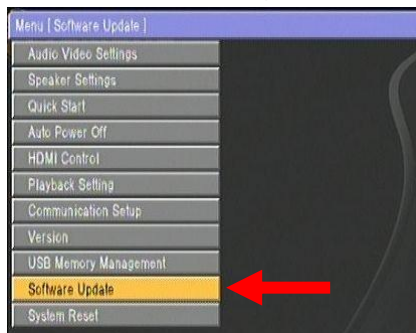 Menu [ Software Update ]
Audio Video Settings
Speaker Settings
Quick Start
Auto Power Off
HDMI Control
Playback Setting
Communication Setup
Version
USB Memory Management
Software Update
System Reset